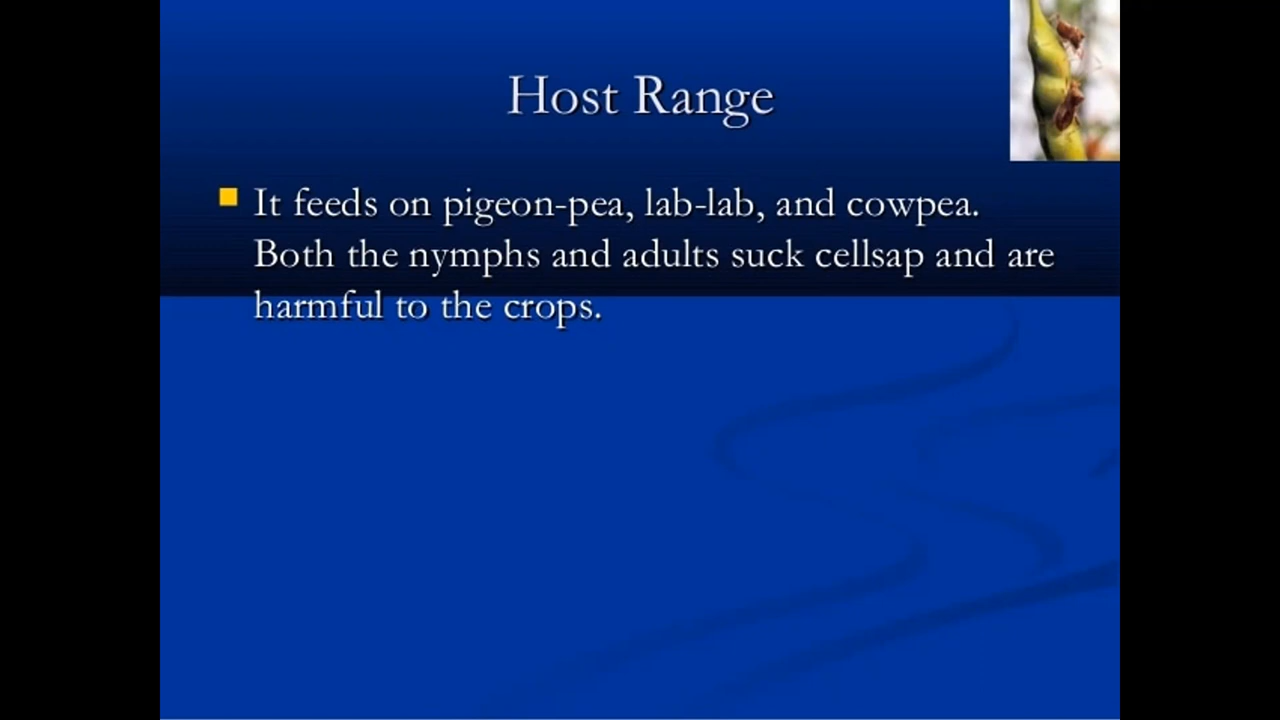 Host Range
It feeds on pigeon-pea, lab-lab, and cowpea.
Both the nymphs and adults suck cellsap and are
harmful to the crops.